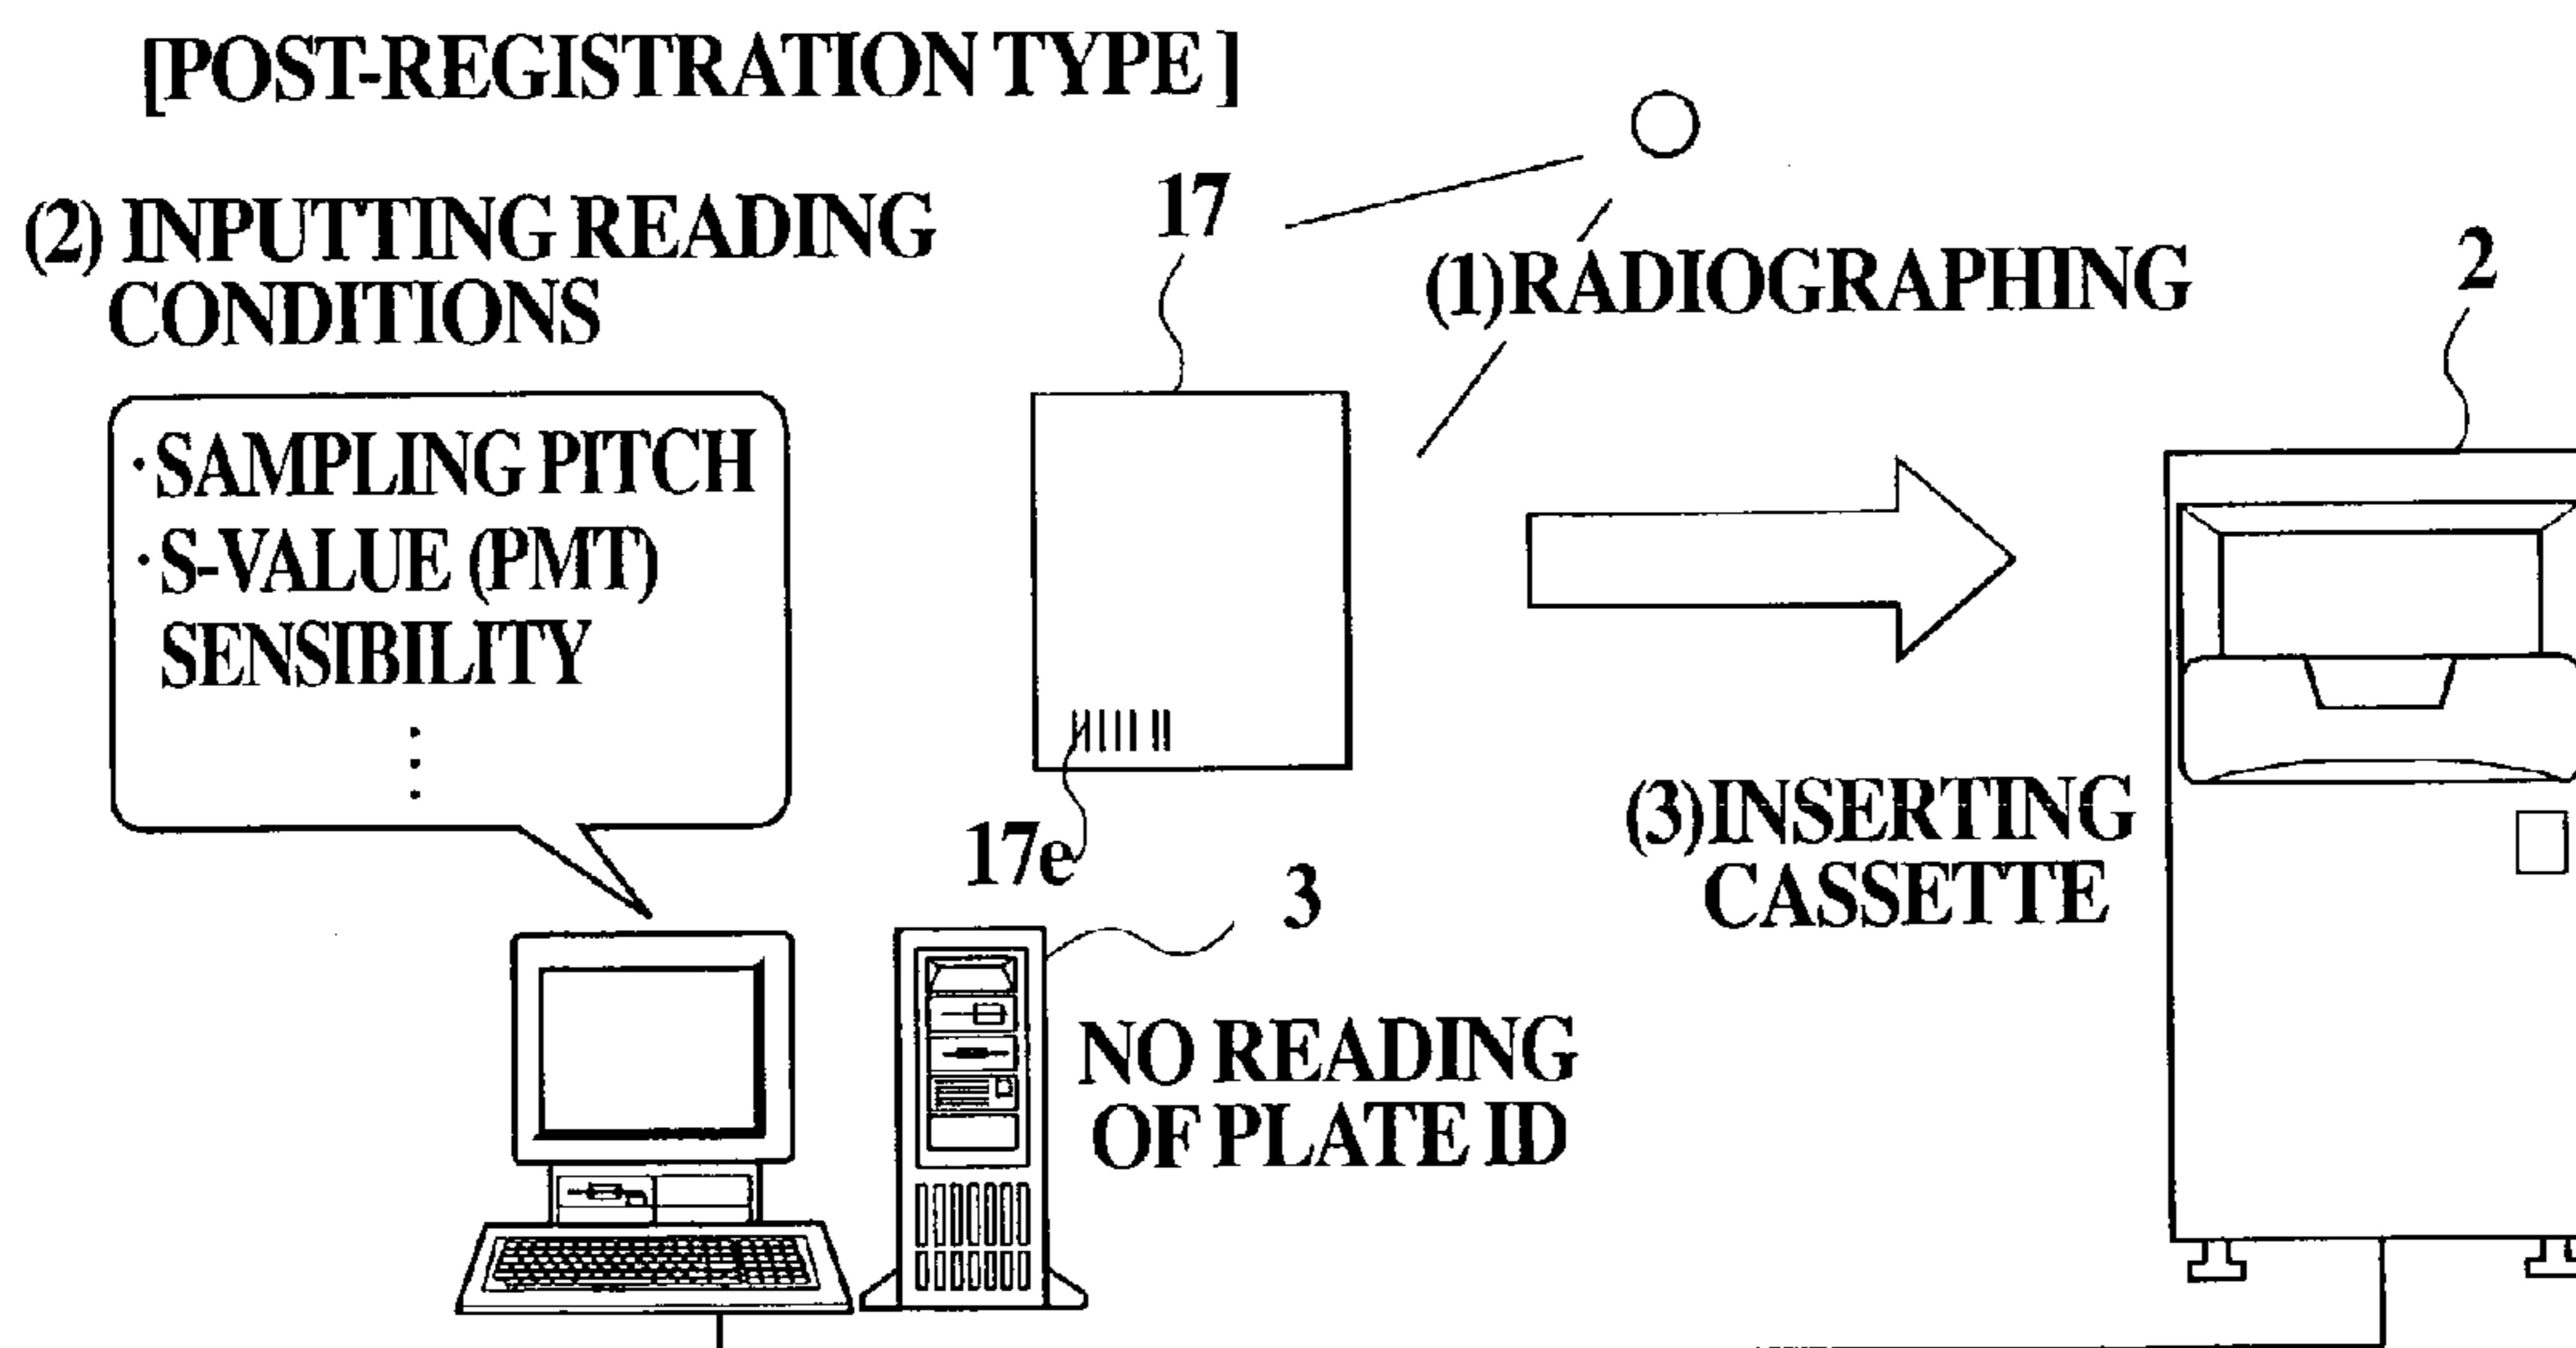 [POST-REGISTRATION TYPE]
(2) INPUTTING READING
CONDITIONS
17
(1)RADIOGRAPHING
2
·SAMPLING PITCH
·S-VALUE (PMT)
SENSIBILITY
17e
3
(3)INSERTING
CASSETTE
NO READING
OF PLATE ID